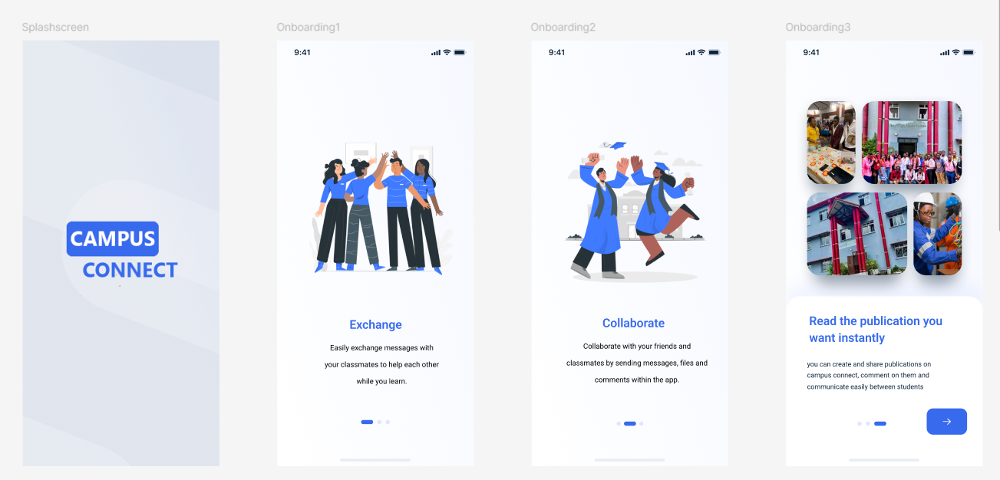 Splashscreen
CAMPUS
CONNECT
Onboarding1
9:41
Exchange
Easily exchange messages with
your classmates to help each other
while you learn.
Onboarding2
9:41
Collaborate
Collaborate with your friends and
classmates by sending messages, files and
comments within the app.
Onboarding3
9:41
Read the publication you
want instantly
you can create and share publications on
campus connect, comment on them and
communicate easily between students